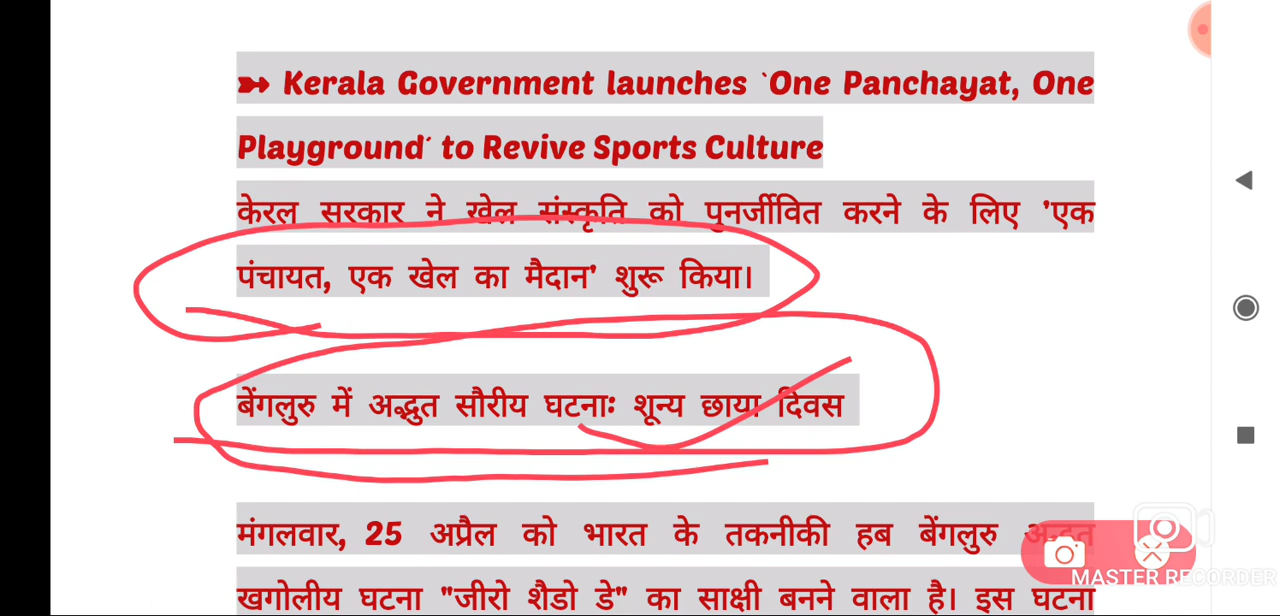 ➳ Kerala Government launches `One Panchayat, One
Playground´ to Revive Sports Culture
केरल सरकार ने खेल संस्कृति को पुनर्जीवित करने के लिए 'एक
पंचायत, एक खेल का मैदान' शुरू किया।
बेंगलुरु में अद्भुत सौरीय घटनाः शून्य छाया दिवस
मंगलवार, 25 अप्रैल को भारत के तकनीकी हब बेंगलुरु अद्भुत
खगोलीय घटना "जीरो शैडो डे" का साक्षी बनने वाला है। इस घटना
MASTER RECORDER